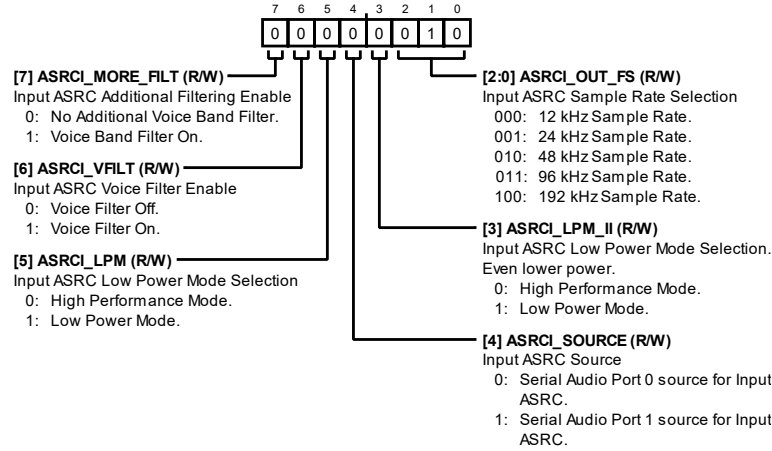 7 6 5 4 3 2 1 0
0 0 0 0 0 0 1 0
[7] ASRCI_MORE_FILT (R/W)
Input ASRC Additional Filtering Enable
0: No Additional Voice Band Filter.
1: Voice Band Filter On.
[6] ASRCI_VFILT (R/W)
Input ASRC Voice Filter Enable
0: Voice Filter Off.
1: Voice Filter On.
[5] ASRCI_LPM (R/W)
Input ASRC Low Power Mode Selection
0: High Performance Mode.
1: Low Power Mode.
[2:0] ASRCI_OUT_FS (R/W)
Input ASRC Sample Rate Selection
000: 12 kHz Sample Rate.
001: 24 kHz Sample Rate.
010: 48 kHz Sample Rate.
011: 96 kHz Sample Rate.
100: 192 kHz Sample Rate.
[3] ASRCI_LPM_II (R/W)
Input ASRC Low Power Mode Selection.
Even lower power.
0: High Performance Mode.
1: Low Power Mode.
[4] ASRCI_SOURCE (R/W)
Input ASRC Source
0: Serial Audio Port 0 source for Input
ASRC.
1: Serial Audio Port 1 source for Input
ASRC.